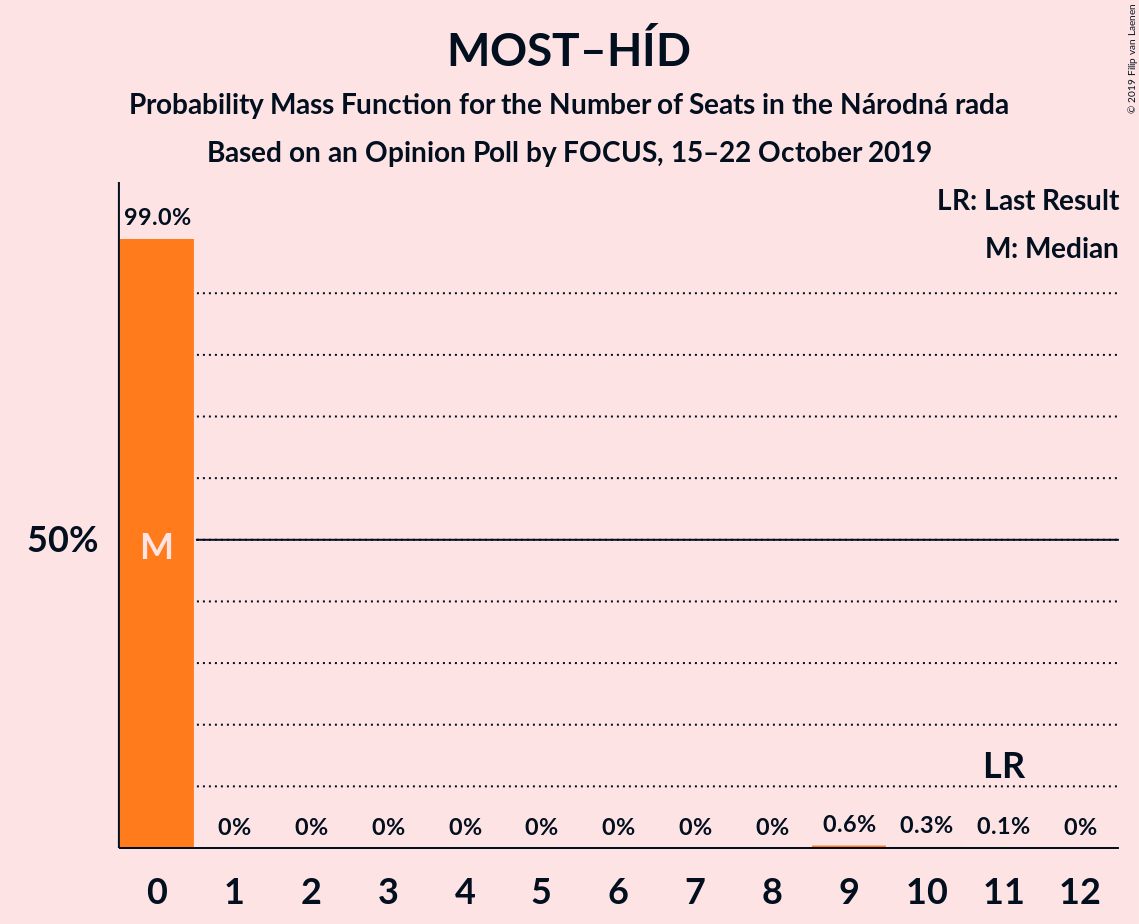 MOST–HÍD
Probability Mass Function for the Number of Seats in the Národná rada
Based on an Opinion Poll by FOCUS, 15–22 October 2019
© 2019 Filip van Laenen
LR: Last Result
M: Median
99.0%
50%
M
LR
0% 0% 0% 0% 0% 0% 0% 0% 0.6% 0.3% 0.1% 0%
0 1 2 3 4 5 6 7 8 9 10 11 12